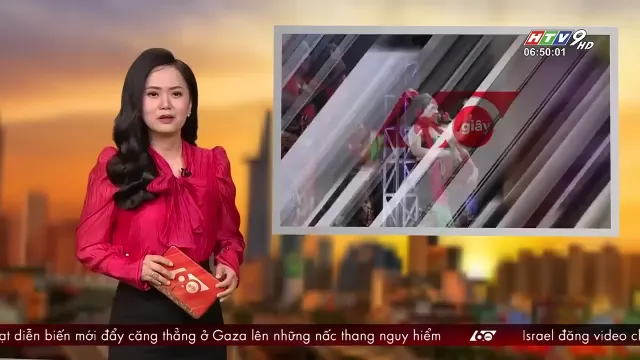 HTV9 HD
06:50:01
giây
60
ạt diễn biến mới đẩy căng thẳng ở Gaza lên những nấc thang nguy hiểm
60
Israel đăng video c